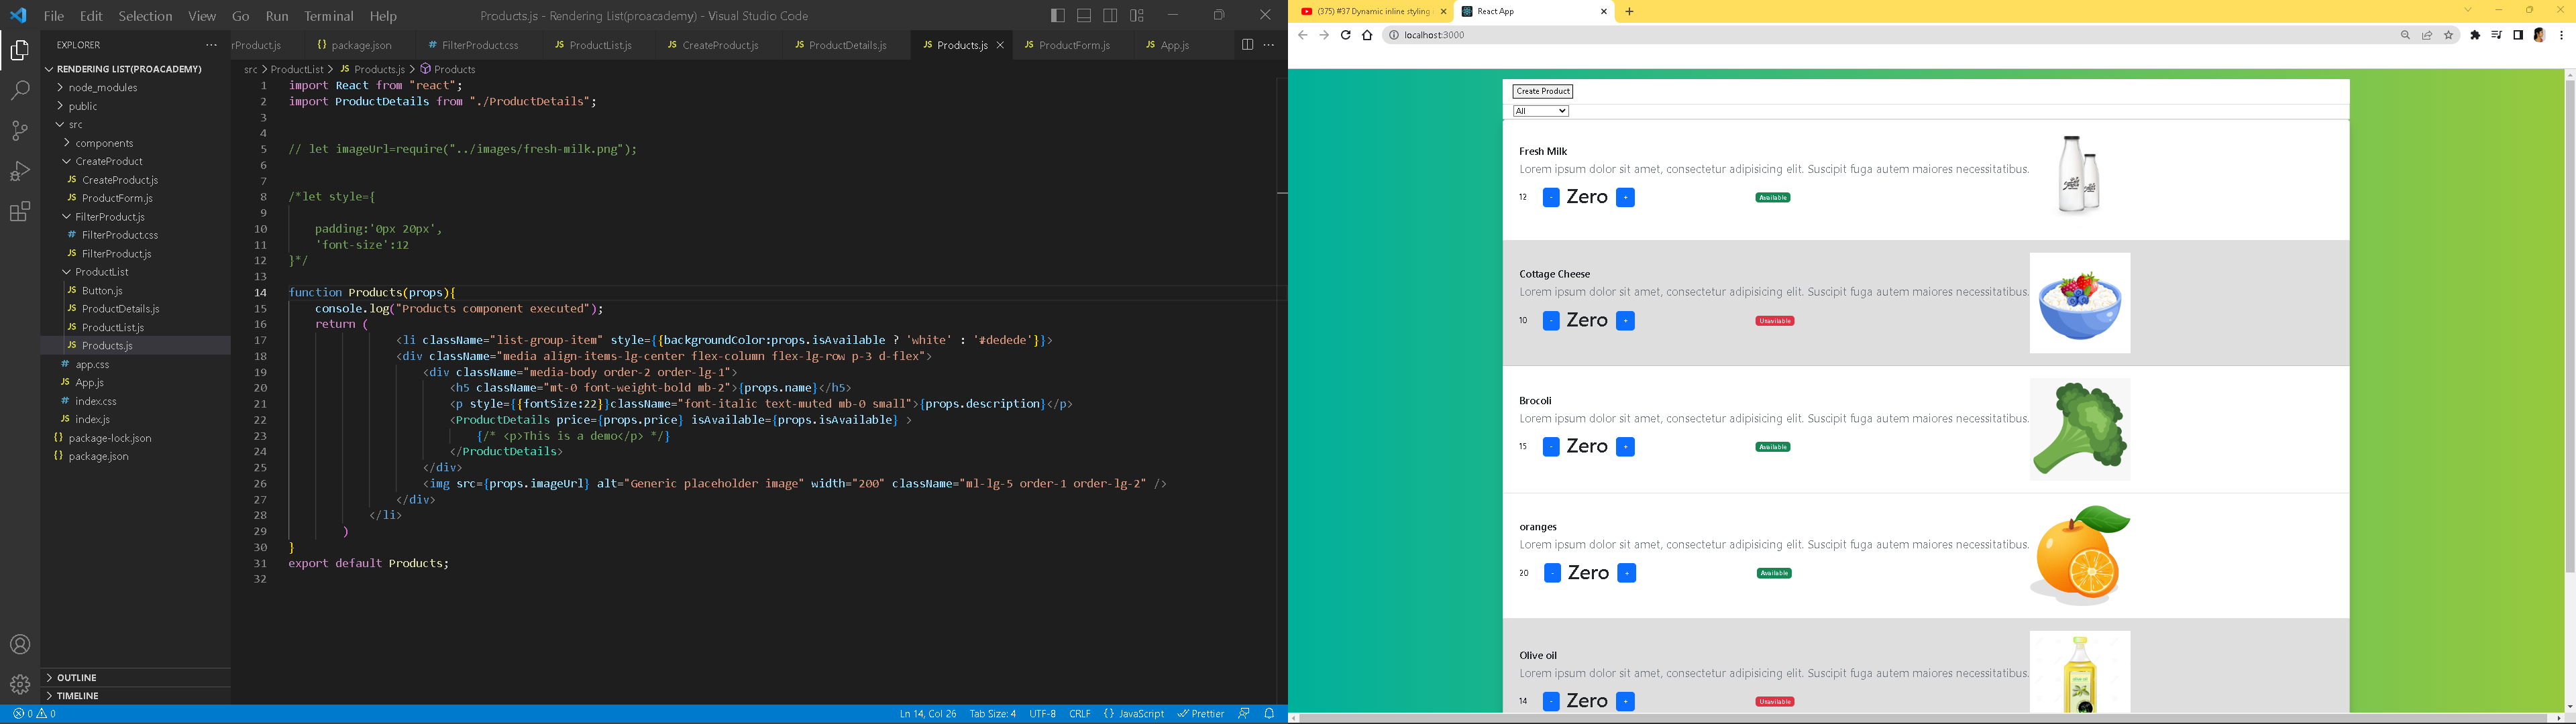 File Edit Selection View Go Run Terminal Help
Products.js - Rendering List(proacademy) - Visual Studio Code
EXPLORER
RENDERING LIST(PROACADEMY)
node_modules
public
src
components
CreateProduct
JS CreateProduct.js
JS ProductForm.js
FilterProduct.js
# FilterProduct.css
JS FilterProduct.js
ProductList
JS Button.js
JS ProductDetails.js
JS ProductList.js
JS Products.js
# app.css
JS App.js
# index.css
JS index.js
{} package-lock.json
{} package.json
OUTLINE
TIMELINE
rProduct.js {} package.json # FilterProduct.css JS ProductList.js JS CreateProduct.js JS ProductDetails.js JS Products.js JS ProductForm.js JS App.js
src > ProductList > JS Products.js > Products
1 import React from "react";
2 import ProductDetails from "./ProductDetails";
3
4
5 // let imageUrl=require("../images/fresh-milk.png");
6
7
8 /*let style={
9
10 padding:'0px 20px',
11 'font-size':12
12 }*/
13
14 function Products(props){
15 console.log("Products component executed");
16 return (
17 <li className="list-group-item" style={{backgroundColor:props.isAvailable ? 'white' : '#dedede'}}>
18 <div className="media align-items-lg-center flex-column flex-lg-row p-3 d-flex">
19 <div className="media-body order-2 order-lg-1">
20 <h5 className="mt-0 font-weight-bold mb-2">{props.name}</h5>
21 <p style={{fontSize:22}}className="font-italic text-muted mb-0 small">{props.description}</p>
22 <ProductDetails price={props.price} isAvailable={props.isAvailable} >
23 {/* <p>This is a demo</p> */}
24 </ProductDetails>
25 </div>
26 <img src={props.imageUrl} alt="Generic placeholder image" width="200" className="ml-lg-5 order-1 order-lg-2" />
27 </div>
28 </li>
29 )
30 }
31 export default Products;
32
0 0
Ln 14, Col 26 Tab Size: 4 UTF-8 CRLF {} JavaScript Prettier
(375) #37 Dynamic inline styling
React App
localhost:3000
Create Product
All
Fresh Milk
Lorem ipsum dolor sit amet, consectetur adipisicing elit. Suscipit fuga autem maiores necessitatibus.
12 - Zero + Available
Cottage Cheese
Lorem ipsum dolor sit amet, consectetur adipisicing elit. Suscipit fuga autem maiores necessitatibus.
10 - Zero + Unavilable
Brocoli
Lorem ipsum dolor sit amet, consectetur adipisicing elit. Suscipit fuga autem maiores necessitatibus.
15 - Zero + Available
oranges
Lorem ipsum dolor sit amet, consectetur adipisicing elit. Suscipit fuga autem maiores necessitatibus.
20 - Zero + Available
Olive oil
Lorem ipsum dolor sit amet, consectetur adipisicing elit. Suscipit fuga autem maiores necessitatibus.
14 - Zero + Unavilable